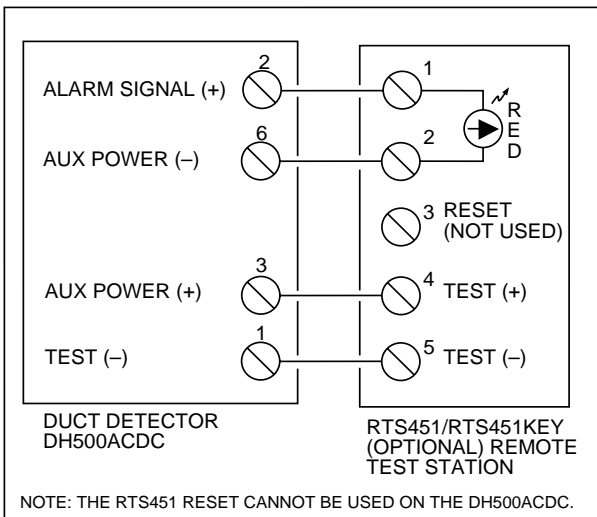 2
1
ALARM SIGNAL (+)
RED
6
2
AUX POWER (–)
3 RESET
(NOT USED)
3
4 TEST (+)
AUX POWER (+)
1
5 TEST (–)
TEST (–)
DUCT DETECTOR
DH500ACDC
RTS451/RTS451KEY
(OPTIONAL) REMOTE
TEST STATION
NOTE: THE RTS451 RESET CANNOT BE USED ON THE DH500ACDC.